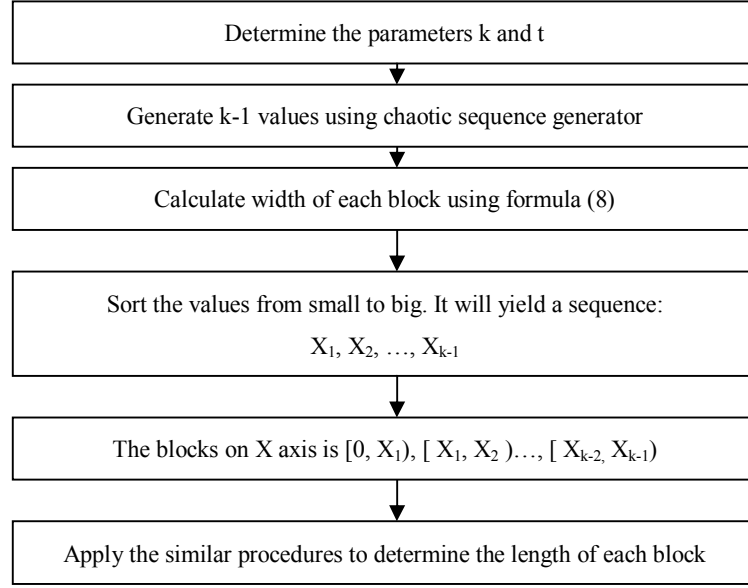 Determine the parameters k and t
Generate k-1 values using chaotic sequence generator
Calculate width of each block using formula (8)
Sort the values from small to big. It will yield a sequence:
X₁, X₂, …, Xₖ₋₁
The blocks on X axis is [0, X₁), [ X₁, X₂ )…, [ Xₖ₋₂, Xₖ₋₁)
Apply the similar procedures to determine the length of each block